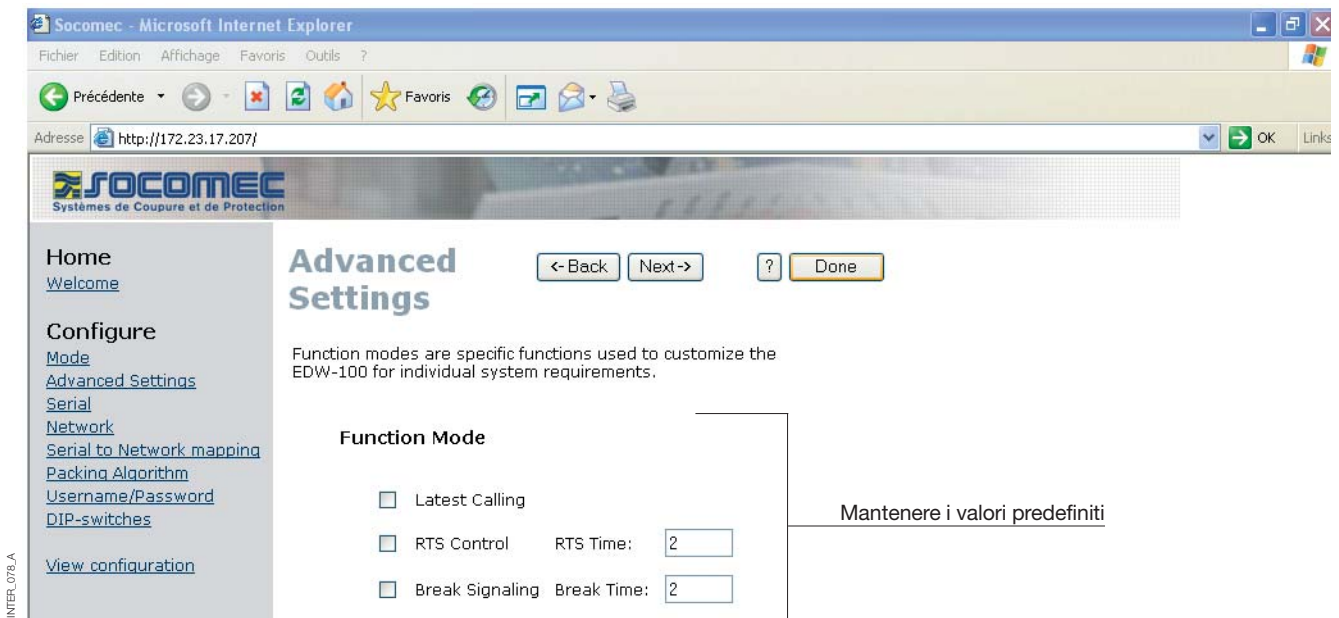 Socomec - Microsoft Internet Explorer
Fichier Edition Affichage Favoris Outils ?
Précédente Favoris
Adresse http://172.23.17.207/ OK Links
SOCOMEC
Systèmes de Coupure et de Protection
Home
Welcome
Configure
Mode
Advanced Settings
Serial
Network
Serial to Network mapping
Packing Algorithm
Username/Password
DIP-switches
View configuration
Advanced Settings
<- Back Next -> ? Done
Function modes are specific functions used to customize the
EDW-100 for individual system requirements.
Function Mode
Latest Calling
RTS Control RTS Time: 2
Break Signaling Break Time: 2
Mantenere i valori predefiniti
INTER_078_A